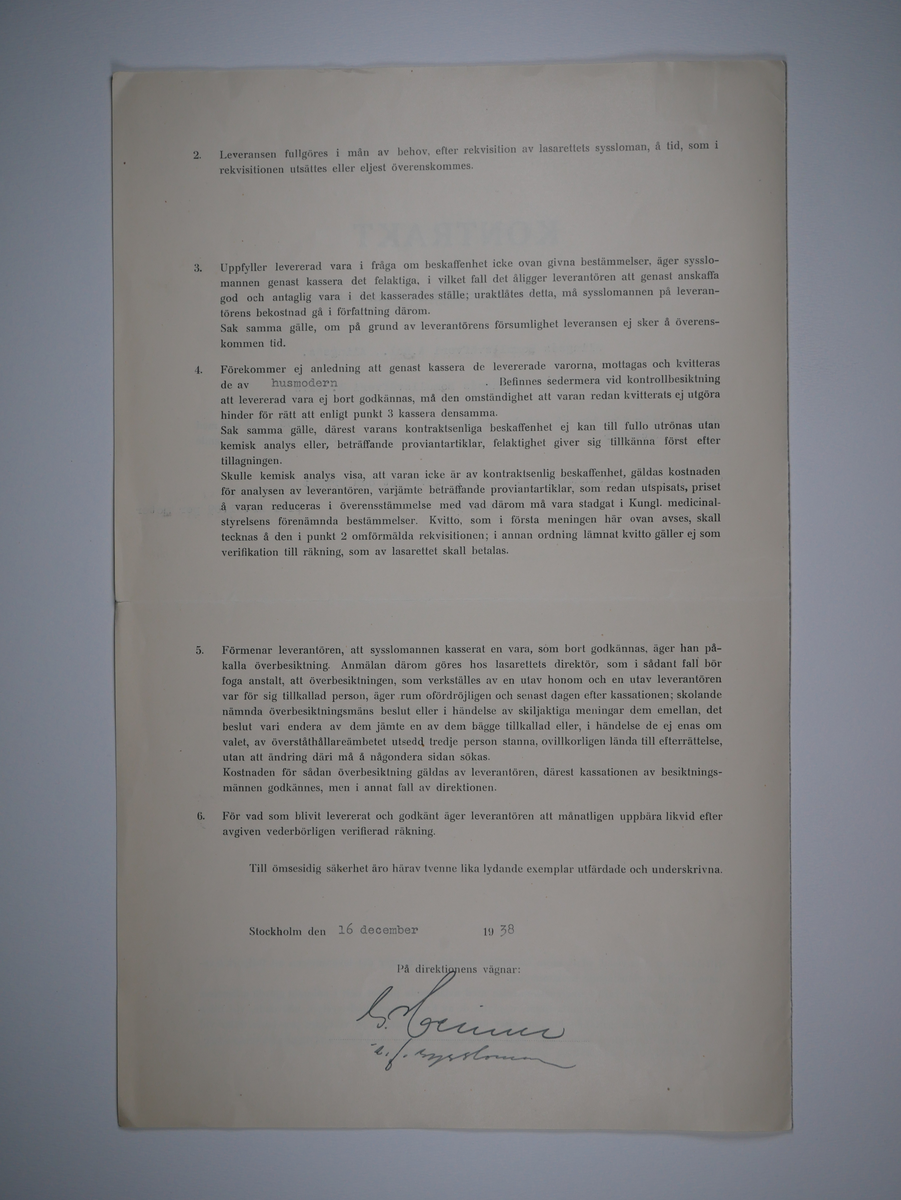 2. Leveransen fullgöres i mån av behov, efter rekvisition av lasarettets syssloman, å tid, som i
rekvisitionen utsättes eller eljest överenskommes.
3. Uppfyller levererad vara i fråga om beskaffenhet icke ovan givna bestämmelser, äger sysslo-
mannen genast kassera det felaktiga, i vilket fall det åligger leverantören att genast anskaffa
god och antaglig vara i det kasserades ställe; uraktlåtes detta, må sysslomannen på leveran-
törens bekostnad gå i författning därom.
Sak samma gälle, om på grund av leverantörens försumlighet leveransen ej sker å överens-
kommen tid.
4. Förekommer ej anledning att genast kassera de levererade varorna, mottagas och kvitteras
de av husmodern . Befinnes sedermera vid kontrollbesiktning
att levererad vara ej bort godkännas, må den omständighet att varan redan kvitterats ej utgöra
hinder för rätt att enligt punkt 3 kassera densamma.
Sak samma gälle, därest varans kontraktsenliga beskaffenhet ej kan till fullo utrönas utan
kemisk analys eller, beträffande proviantartiklar, felaktighet giver sig tillkänna först efter
tillagningen.
Skulle kemisk analys visa, att varan icke är av kontraktsenlig beskaffenhet, gäldas kostnaden
för analysen av leverantören, varjämte beträffande proviantartiklar, som redan utspisats, priset
å varan reduceras i överensstämmelse med vad därom må vara stadgat i Kungl. medicinal-
styrelsens förenämnda bestämmelser. Kvitto, som i första meningen här ovan avses, skall
tecknas å den i punkt 2 omförmälda rekvisitionen; i annan ordning lämnat kvitto gäller ej som
verifikation till räkning, som av lasarettet skall betalas.
5. Förmenar leverantören, att sysslomannen kasserat en vara, som bort godkännas, äger han på-
kalla överbesiktning. Anmälan därom göres hos lasarettets direktör, som i sådant fall bör
foga anstalt, att överbesiktningen, som verkställes av en utav honom och en utav leverantören
var för sig tillkallad person, äger rum ofördröjligen och senast dagen efter kassationen; skolande
nämnda överbesiktningsmäns beslut eller i händelse av skiljaktiga meningar dem emellan, det
beslut vari endera av dem jämte en av dem bägge tillkallad eller, i händelse de ej enas om
valet, av överståthållareämbetet utsedd, tredje person stanna, ovillkorligen lända till efterrättelse,
utan att ändring däri må å någondera sidan sökas.
Kostnaden för sådan överbesiktning gäldas av leverantören, därest kassationen av besiktnings-
männen godkännes, men i annat fall av direktionen.
6. För vad som blivit levererat och godkänt äger leverantören att månatligen uppbära likvid efter
avgiven vederbörligen verifierad räkning.
Till ömsesidig säkerhet äro härav tvenne lika lydande exemplar utfärdade och underskrivna.
Stockholm den 16 december 1938
På direktionens vägnar:
t.f. syssloman